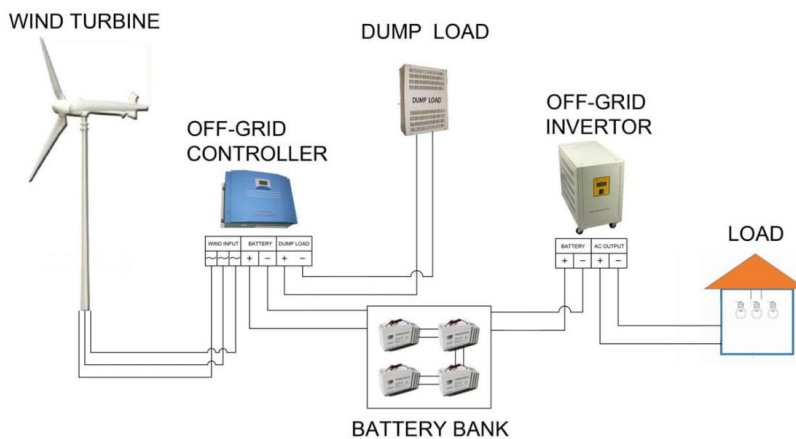 WIND TURBINE
DUMP LOAD
DUMP LOAD
OFF-GRID
INVERTOR
OFF-GRID
CONTROLLER
WIND INPUT BATTERY DUMP LOAD
~ ~ ~ + − + −
BATTERY AC OUTPUT
+ − + −
LOAD
BATTERY BANK